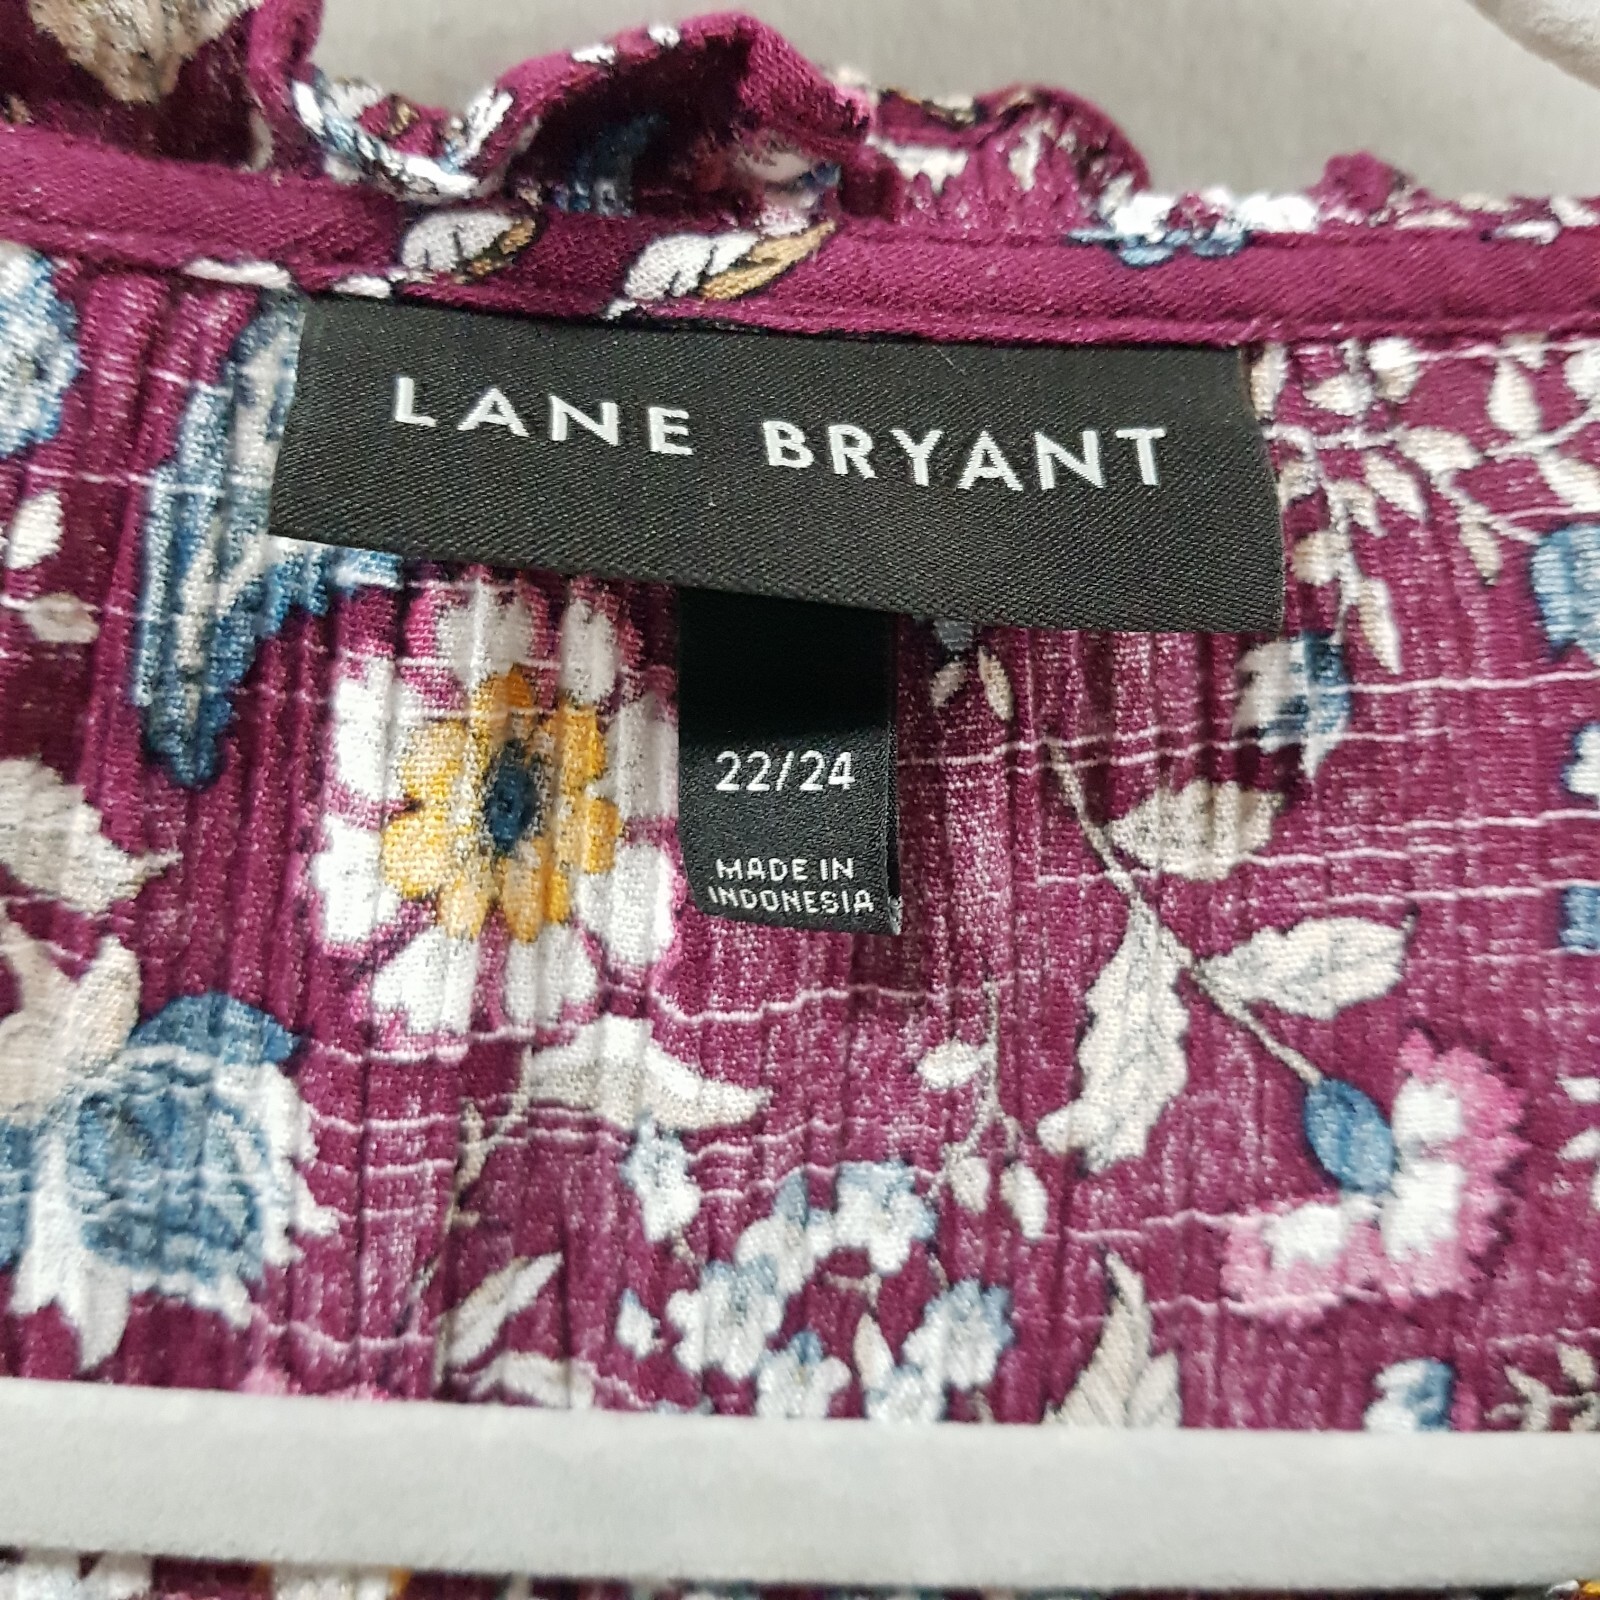 LANE BRYANT
22/24
MADE IN
INDONESIA